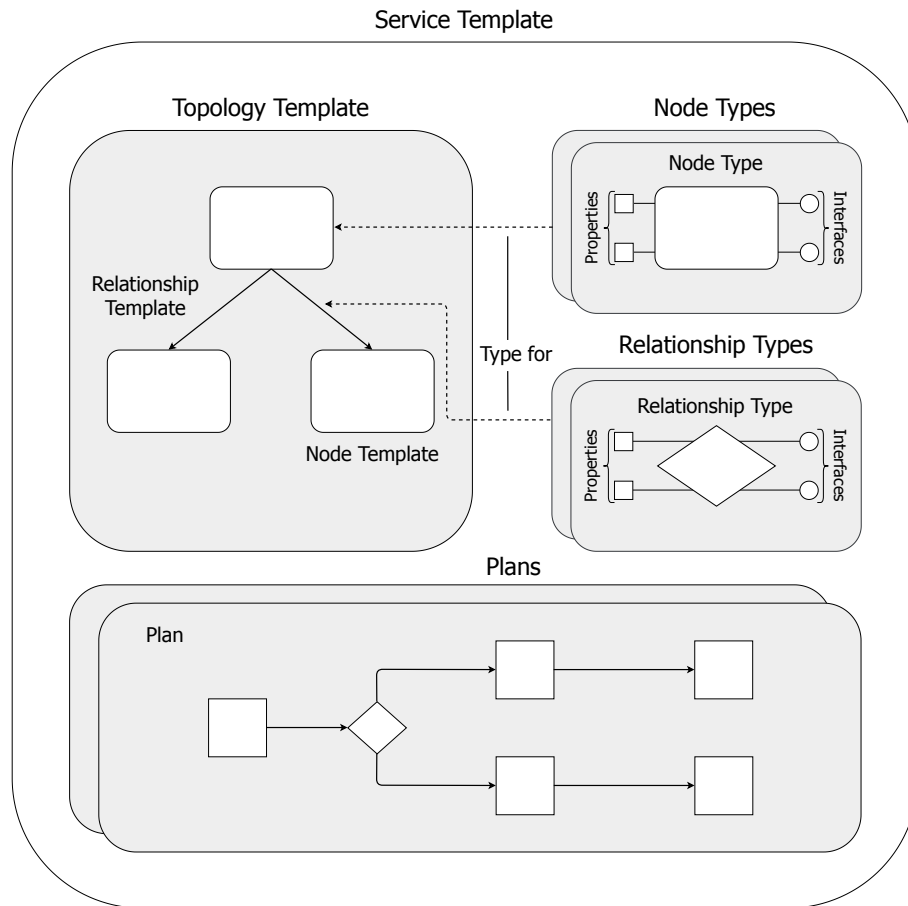 Service Template
Topology Template
Node Types
Node Type
Properties
Interfaces
Relationship
Template
Type for
Node Template
Relationship Types
Relationship Type
Properties
Interfaces
Plans
Plan